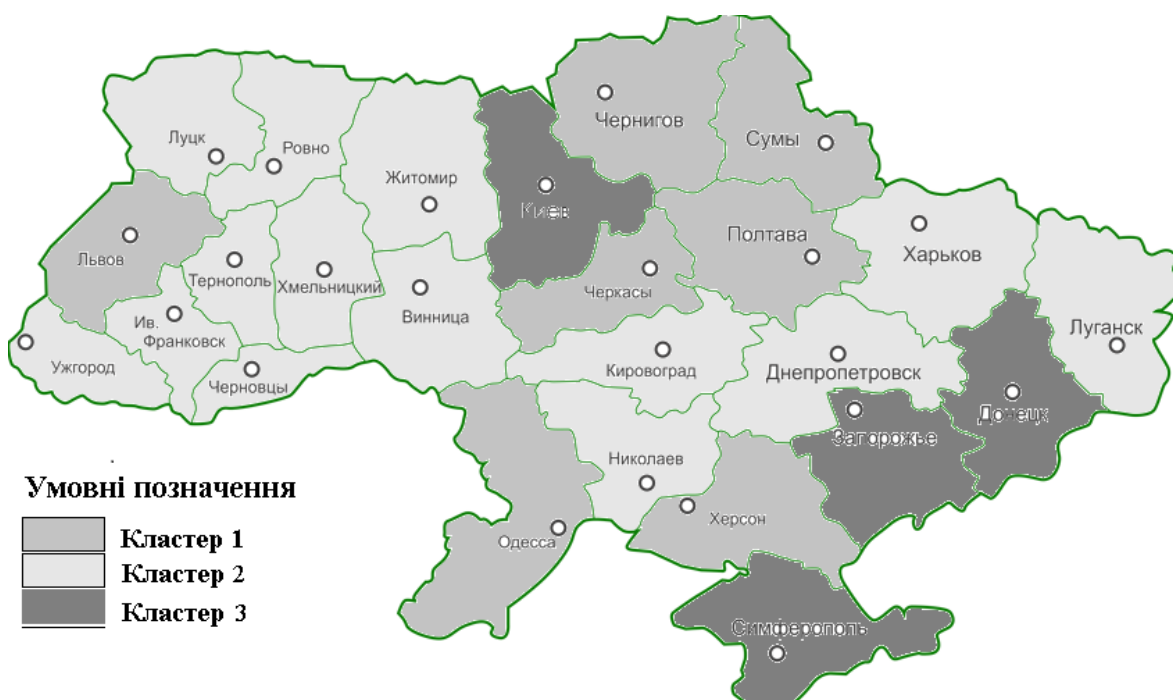 Чернигов
Сумы
Луцк
Ровно
Житомир
Киев
Полтава
Харьков
Львов
Тернополь
Хмельницкий
Черкасы
Винница
Ив.
Франковск
Луганск
Ужгород
Черновцы
Кировоград
Днепропетровск
Донецк
Запорожье
Николаев
Херсон
Одесса
Симферополь
Умовні позначення
Кластер 1
Кластер 2
Кластер 3